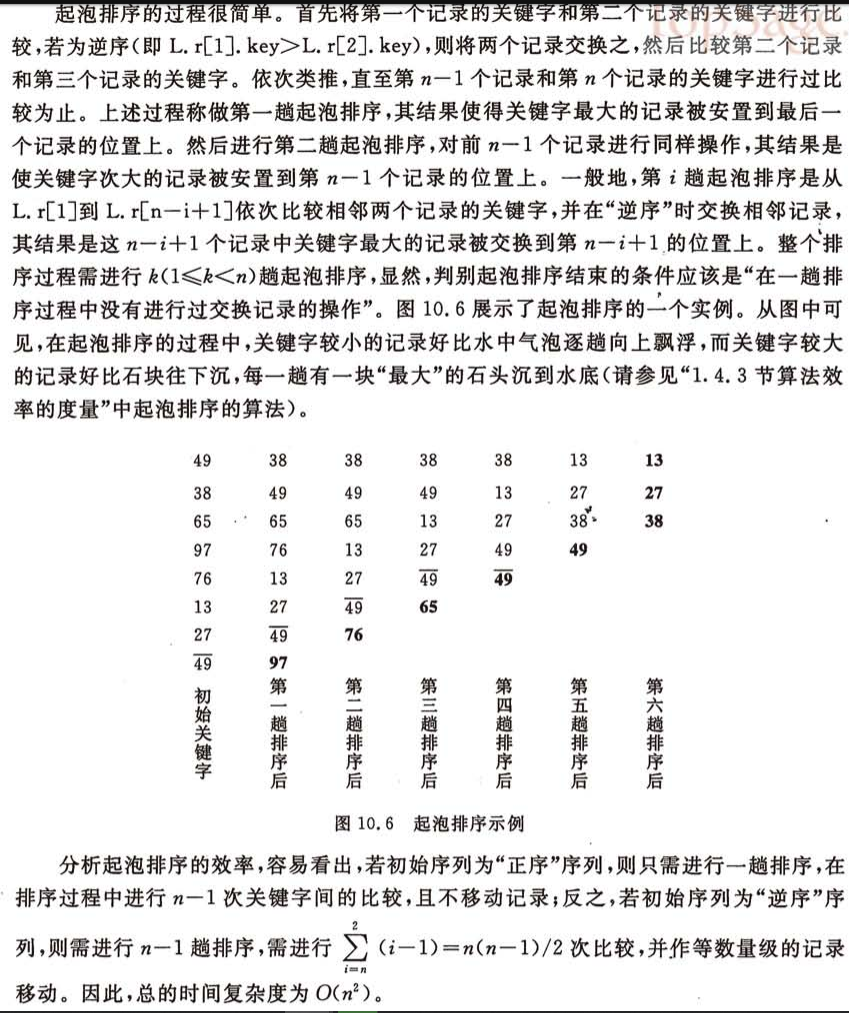 起泡排序的过程很简单。首先将第一个记录的关键字和第二个记录的关键字进行比
较,若为逆序(即 L. r[1]. key>L. r[2]. key),则将两个记录交换之,然后比较第二个记录
和第三个记录的关键字。依次类推,直至第 n−1 个记录和第 n 个记录的关键字进行过比
较为止。上述过程称做第一趟起泡排序,其结果使得关键字最大的记录被安置到最后一
个记录的位置上。然后进行第二趟起泡排序,对前 n−1 个记录进行同样操作,其结果是
使关键字次大的记录被安置到第 n−1 个记录的位置上。一般地,第 i 趟起泡排序是从
L. r[1]到 L. r[n−i+1]依次比较相邻两个记录的关键字,并在“逆序”时交换相邻记录,
其结果是这 n−i+1 个记录中关键字最大的记录被交换到第 n−i+1 的位置上。整个排
序过程需进行 k(1≤k<n)趟起泡排序,显然,判别起泡排序结束的条件应该是“在一趟排
序过程中没有进行过交换记录的操作”。图 10.6 展示了起泡排序的一个实例。从图中可
见,在起泡排序的过程中,关键字较小的记录好比水中气泡逐趟向上飘浮,而关键字较大
的记录好比石块往下沉,每一趟有一块“最大”的石头沉到水底(请参见“1.4.3 节算法效
率的度量”中起泡排序的算法)。
49 38 38 38 38 13 13
38 49 49 49 13 27 27
65 65 65 13 27 38 38
97 76 13 27 49 49
76 13 27 4̅9̅ 4̅9̅
13 27 4̅9̅ 65
27 4̅9̅ 76
4̅9̅ 97
初始关键字
第一趟排序后
第二趟排序后
第三趟排序后
第四趟排序后
第五趟排序后
第六趟排序后
图 10.6 起泡排序示例
分析起泡排序的效率,容易看出,若初始序列为“正序”序列,则只需进行一趟排序,在
排序过程中进行 n−1 次关键字间的比较,且不移动记录;反之,若初始序列为“逆序”序
列,则需进行 n−1 趟排序,需进行 ∑_{i=n}^{2} (i−1)=n(n−1)/2 次比较,并作等数量级的记录
移动。因此,总的时间复杂度为 O(n²)。